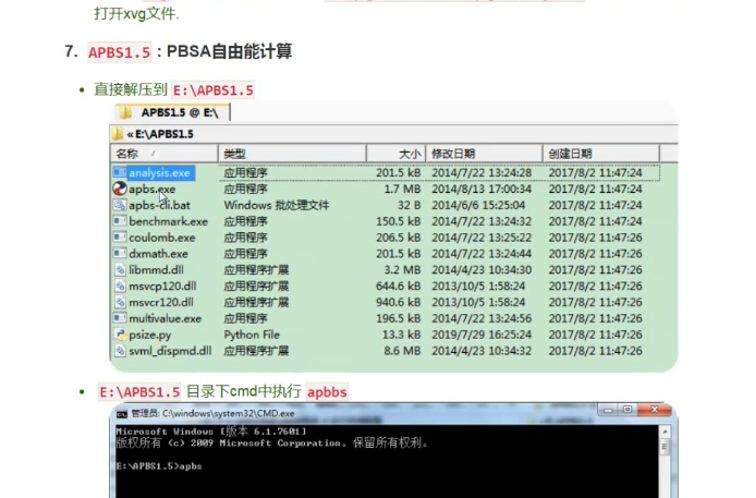 打开xvg文件.
7. APBS1.5 : PBSA自由能计算
• 直接解压到 E:\APBS1.5
APBS1.5 @ E:\
«E:\APBS1.5
名称 类型 大小 修改日期 创建日期
analysis.exe 应用程序 201.5 kB 2014/7/22 13:24:28 2017/8/2 11:47:24
apbs.exe 应用程序 1.7 MB 2014/8/13 17:00:34 2017/8/2 11:47:24
apbs-cli.bat Windows 批处理文件 32 B 2014/6/6 15:25:04 2017/8/2 11:47:24
benchmark.exe 应用程序 150.5 kB 2014/7/22 13:24:32 2017/8/2 11:47:24
coulomb.exe 应用程序 206.5 kB 2014/7/22 13:25:22 2017/8/2 11:47:26
dxmath.exe 应用程序 201.5 kB 2014/7/22 13:24:44 2017/8/2 11:47:26
libmmd.dll 应用程序扩展 3.2 MB 2014/4/23 10:34:30 2017/8/2 11:47:26
msvcp120.dll 应用程序扩展 644.6 kB 2013/10/5 1:58:24 2017/8/2 11:47:26
msvcr120.dll 应用程序扩展 940.6 kB 2013/10/5 1:58:24 2017/8/2 11:47:26
multivalue.exe 应用程序 196.5 kB 2014/7/22 13:24:56 2017/8/2 11:47:26
psize.py Python File 13.3 kB 2019/7/29 16:25:24 2017/8/2 11:47:26
svml_dispmd.dll 应用程序扩展 8.6 MB 2014/4/23 10:34:32 2017/8/2 11:47:26
• E:\APBS1.5 目录下cmd中执行 apbbs
管理员: C:\windows\system32\CMD.exe
Microsoft Windows [版本 6.1.7601]
版权所有 (c) 2009 Microsoft Corporation。保留所有权利。
E:\APBS1.5>apbs